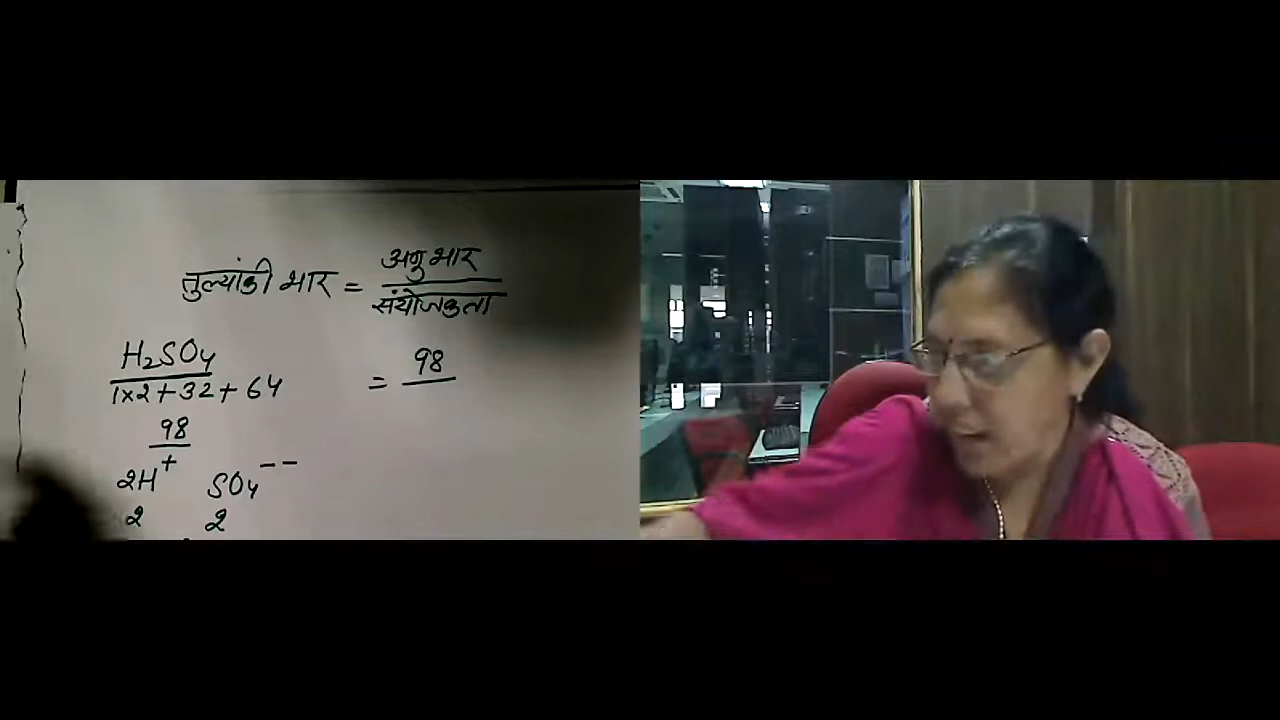 तुल्यांकी भार = अणुभार / संयोजकता
H₂SO₄ = 98
1×2+32+64
98
2H⁺ SO₄⁻⁻
2 2